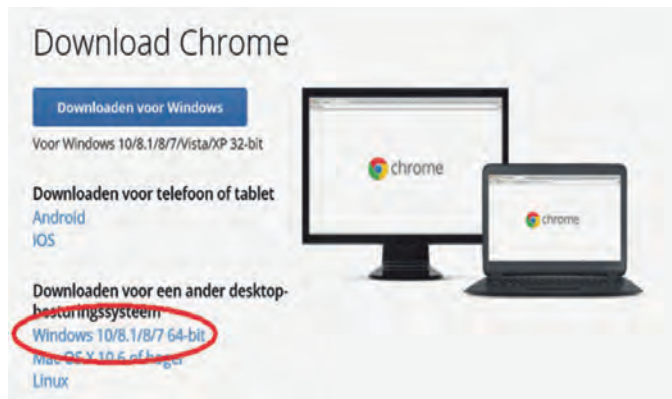 Download Chrome
Downloaden voor Windows
Voor Windows 10/8.1/8/7/Vista/XP 32-bit
Downloaden voor telefoon of tablet
Android
iOS
Downloaden voor een ander desktop-
besturingssysteem
Windows 10/8.1/8/7 64-bit
Mac OS X 10.6 of hoger
Linux
chrome
chrome